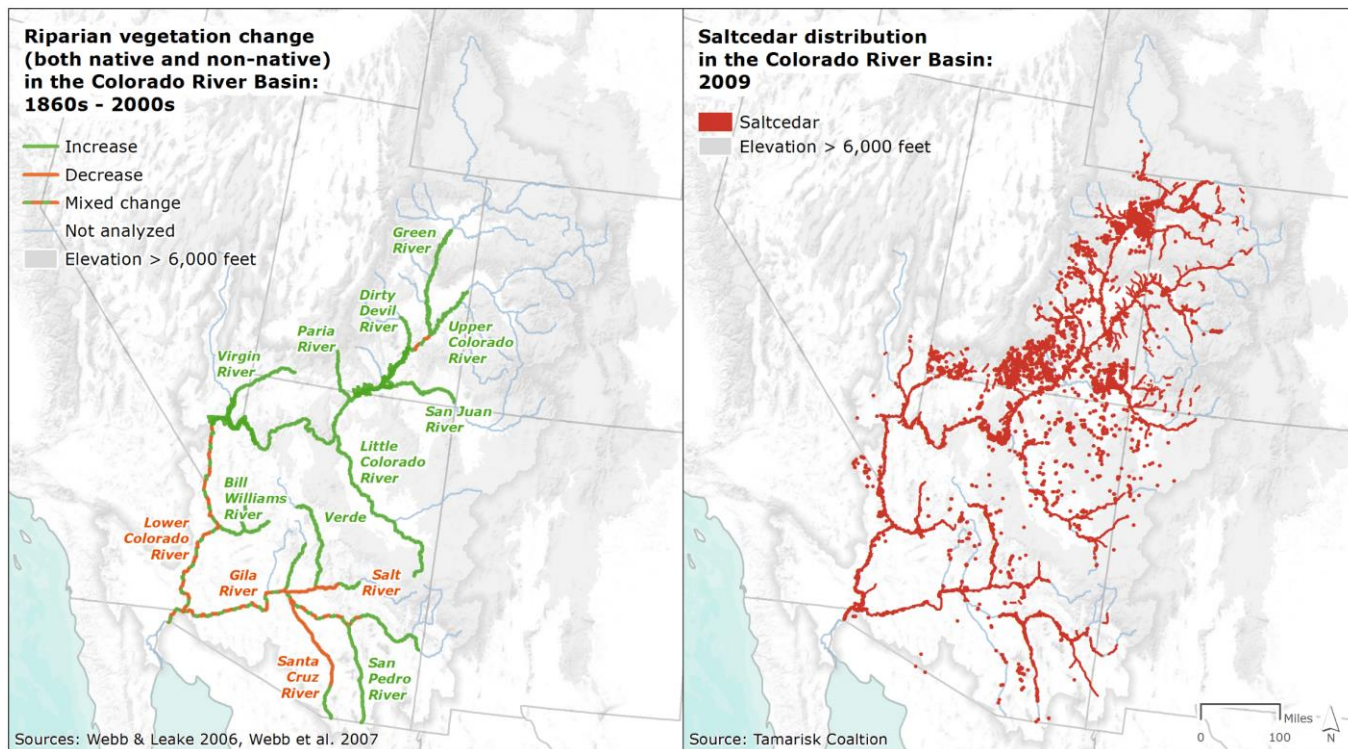 Riparian vegetation change
(both native and non-native)
in the Colorado River Basin:
1860s - 2000s
Increase
Decrease
Mixed change
Not analyzed
Elevation > 6,000 feet
Green
River
Dirty
Devil
River
Paria
River
Upper
Colorado
River
Virgin
River
San Juan
River
Little
Colorado
River
Bill
Williams
River
Verde
Lower
Colorado
River
Gila
River
Salt
River
Santa
Cruz
River
San
Pedro
River
Sources: Webb & Leake 2006, Webb et al. 2007
Saltcedar distribution
in the Colorado River Basin:
2009
Saltcedar
Elevation > 6,000 feet
Source: Tamarisk Coaltion
Miles
0 100
N